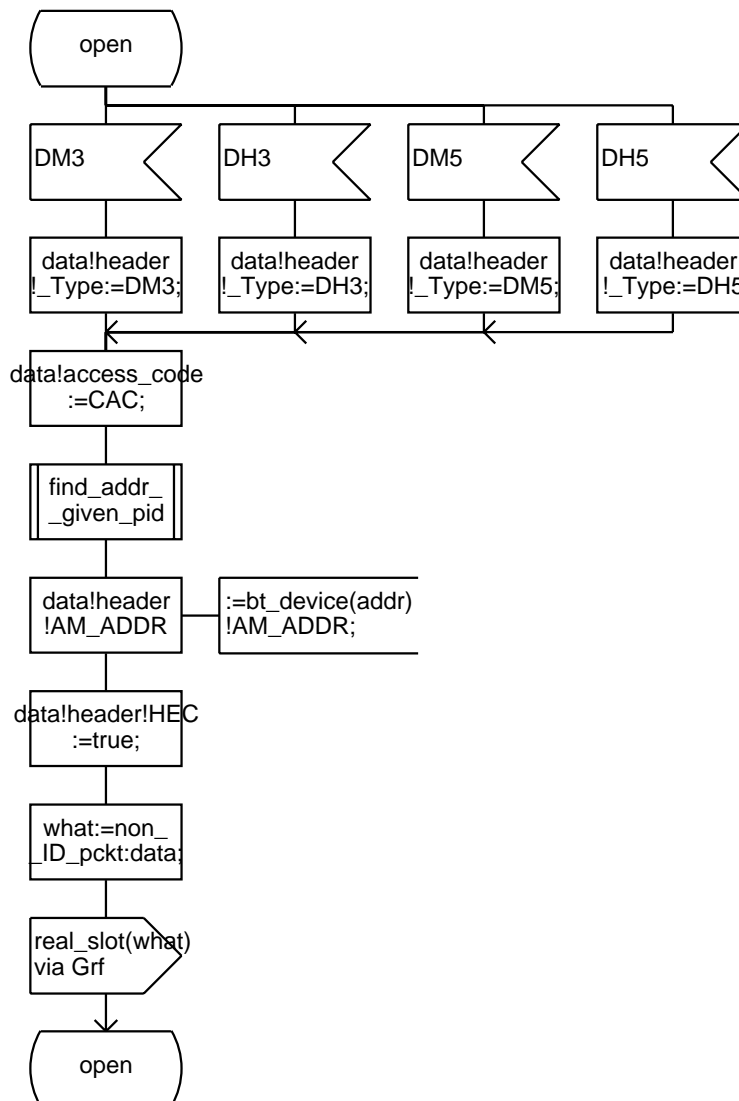 open
DM3
DH3
DM5
DH5
data!header
!_Type:=DM3;
data!header
!_Type:=DH3;
data!header
!_Type:=DM5;
data!header
!_Type:=DH5
data!access_code
:=CAC;
find_addr_
_given_pid
data!header
!AM_ADDR
:=bt_device(addr)
!AM_ADDR;
data!header!HEC
:=true;
what:=non_
_ID_pckt:data;
real_slot(what)
via Grf
open